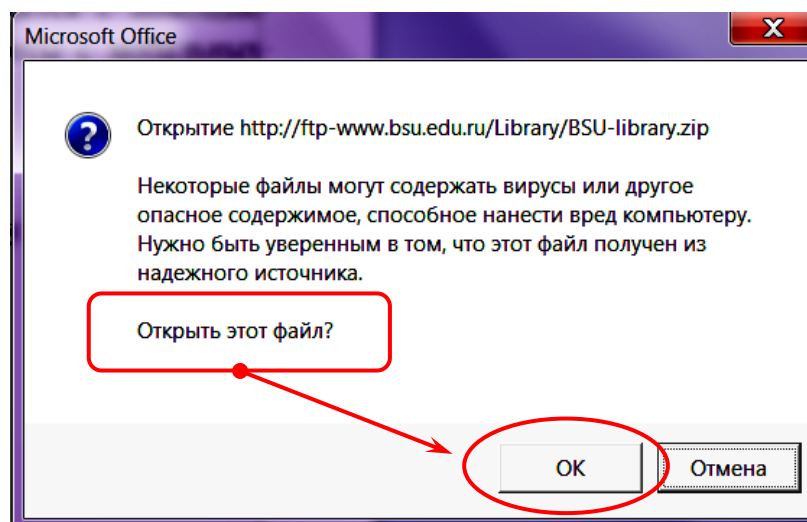 Microsoft Office
X
Открытие http://ftp-www.bsu.edu.ru/Library/BSU-library.zip
Некоторые файлы могут содержать вирусы или другое
опасное содержимое, способное нанести вред компьютеру.
Нужно быть уверенным в том, что этот файл получен из
надежного источника.
Открыть этот файл?
ОК
Отмена